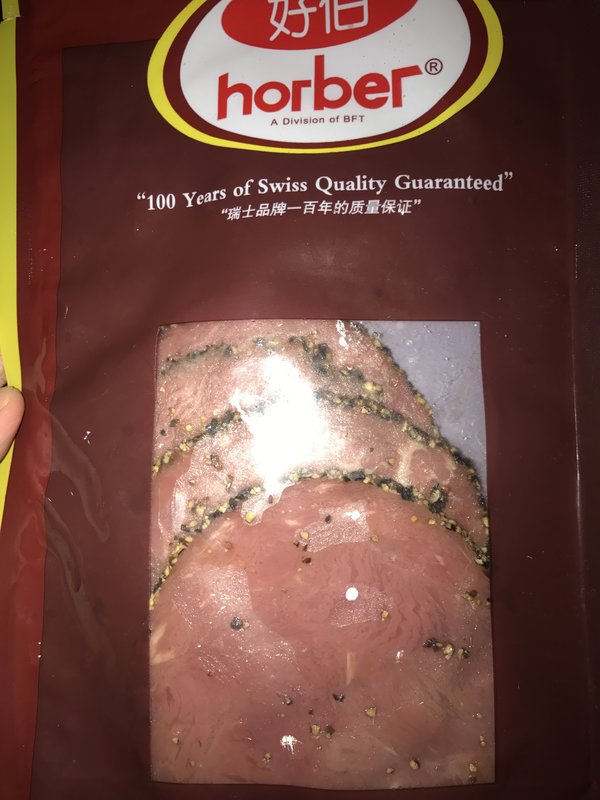 好伯
horber®
A Division of BFT
“100 Years of Swiss Quality Guaranteed”
“瑞士品牌一百年的质量保证”